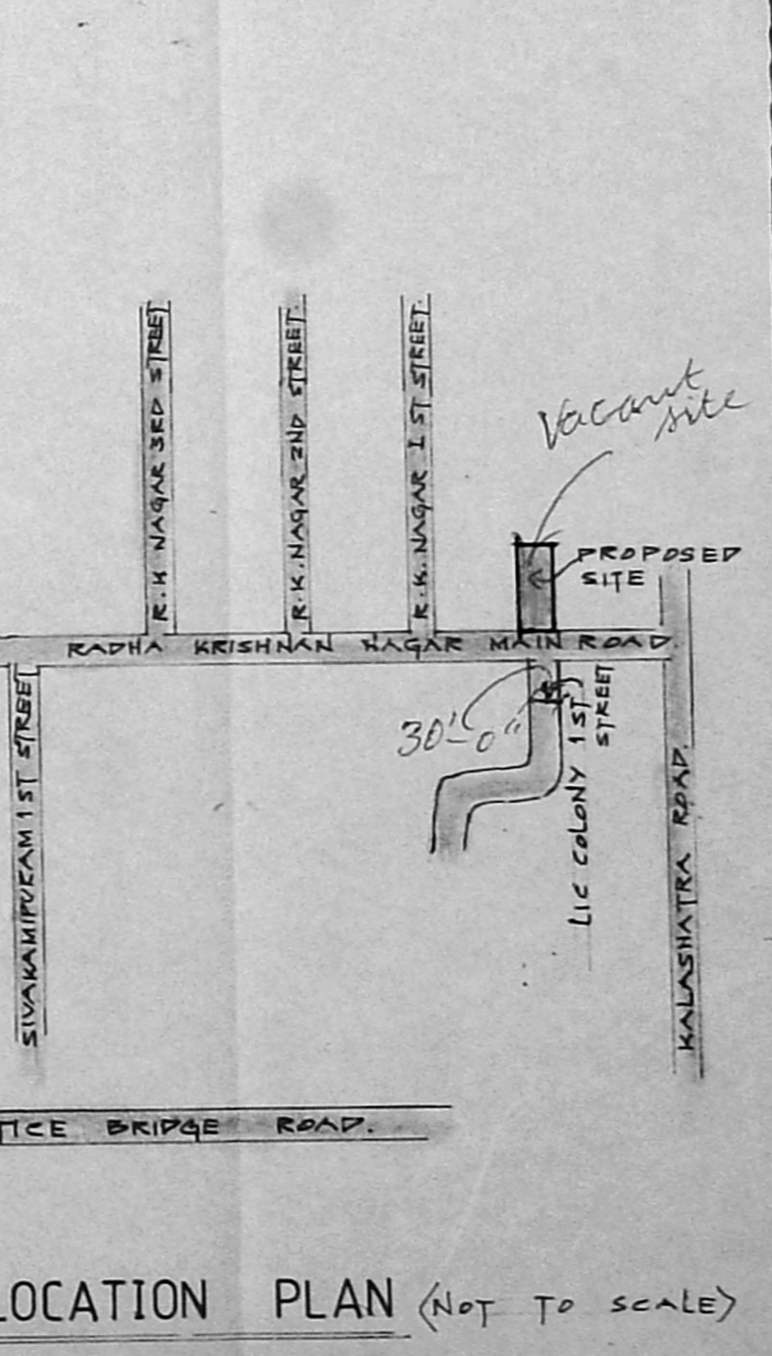 R.K NAGAR 3RD STREET
R.K.NAGAR 2ND STREET.
R.K.NAGAR 1ST STREET.
Vacant
site
PROPOSED
SITE
RADHA KRISHNAN NAGAR MAIN ROAD.
SIVAKAMIPURAM 1ST STREET
30'-0"
LIC COLONY 1ST
STREET
KALASHATRA ROAD.
BRIDGE ROAD.
LOCATION PLAN (NOT TO SCALE)